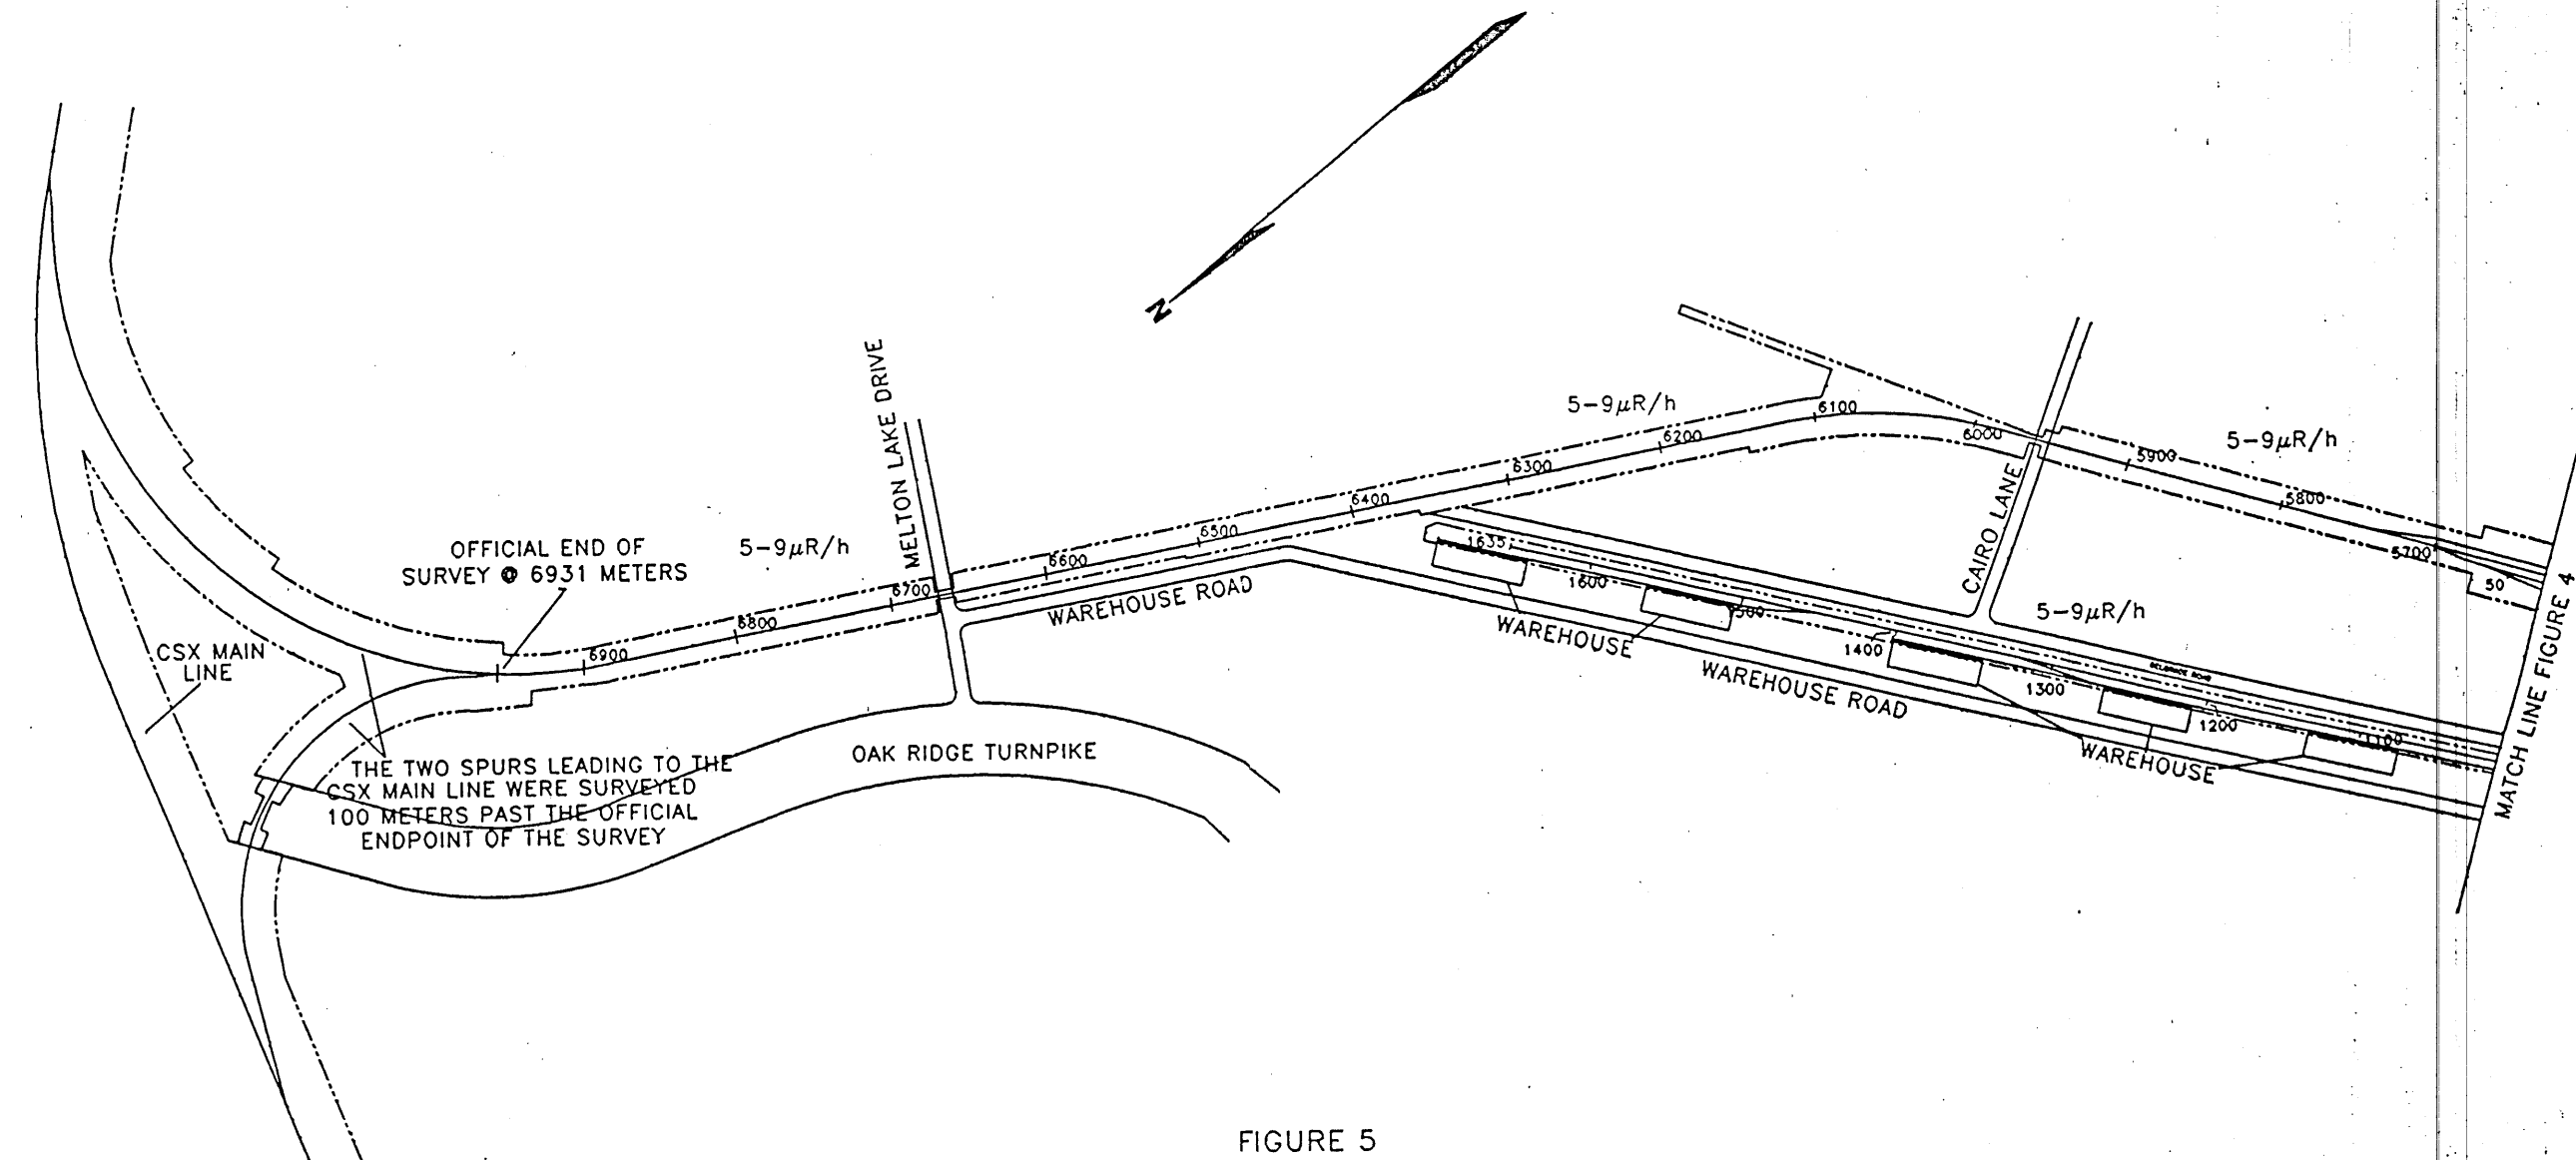 N
MELTON LAKE DRIVE
5-9μR/h
6100
6200
6000
5-9μR/h
5900
6300
5800
6400
CAIRO LANE
OFFICIAL END OF
SURVEY @ 6931 METERS
5-9μR/h
6500
1635
5700
6600
1600
50
6700
WAREHOUSE ROAD
5-9μR/h
6800
WAREHOUSE
1400
CSX MAIN
LINE
6900
1300
WAREHOUSE ROAD
1200
1100
MATCH LINE FIGURE 4
OAK RIDGE TURNPIKE
WAREHOUSE
THE TWO SPURS LEADING TO THE
CSX MAIN LINE WERE SURVEYED
100 METERS PAST THE OFFICIAL
ENDPOINT OF THE SURVEY
FIGURE 5